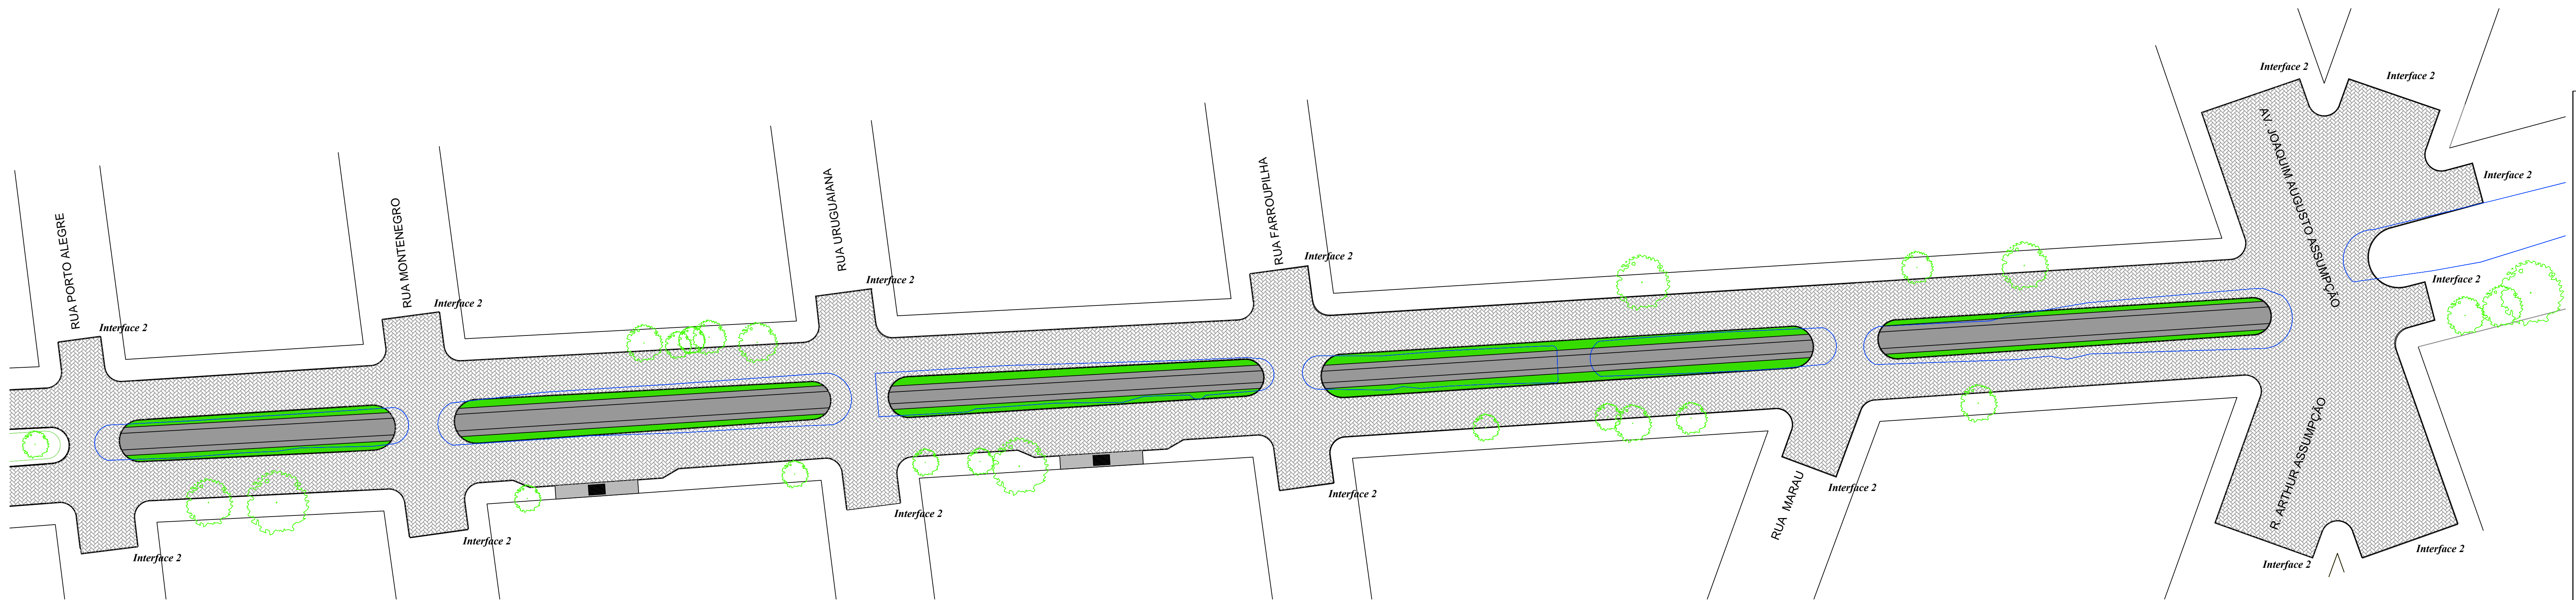 RUA PORTO ALEGRE
Interface 2
Interface 2
RUA MONTENEGRO
Interface 2
Interface 2
RUA URUGUAIANA
Interface 2
Interface 2
RUA FARROUPILHA
Interface 2
Interface 2
RUA MARAU
Interface 2
Interface 2
Interface 2
AV. JOAQUIM AUGUSTO ASSUMPÇÃO
Interface 2
Interface 2
R. ARTHUR ASSUMPÇÃO
Interface 2
Interface 2